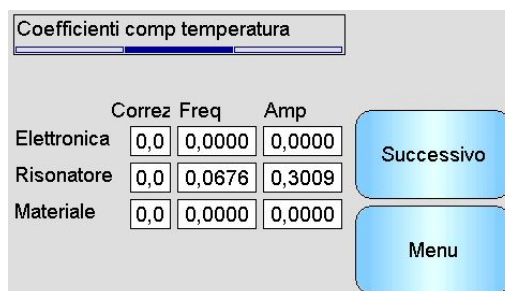 Coefficienti comp temperatura
Correz Freq Amp
Elettronica 0,0 0,0000 0,0000
Risonatore 0,0 0,0676 0,3009
Materiale 0,0 0,0000 0,0000
Successivo
Menu